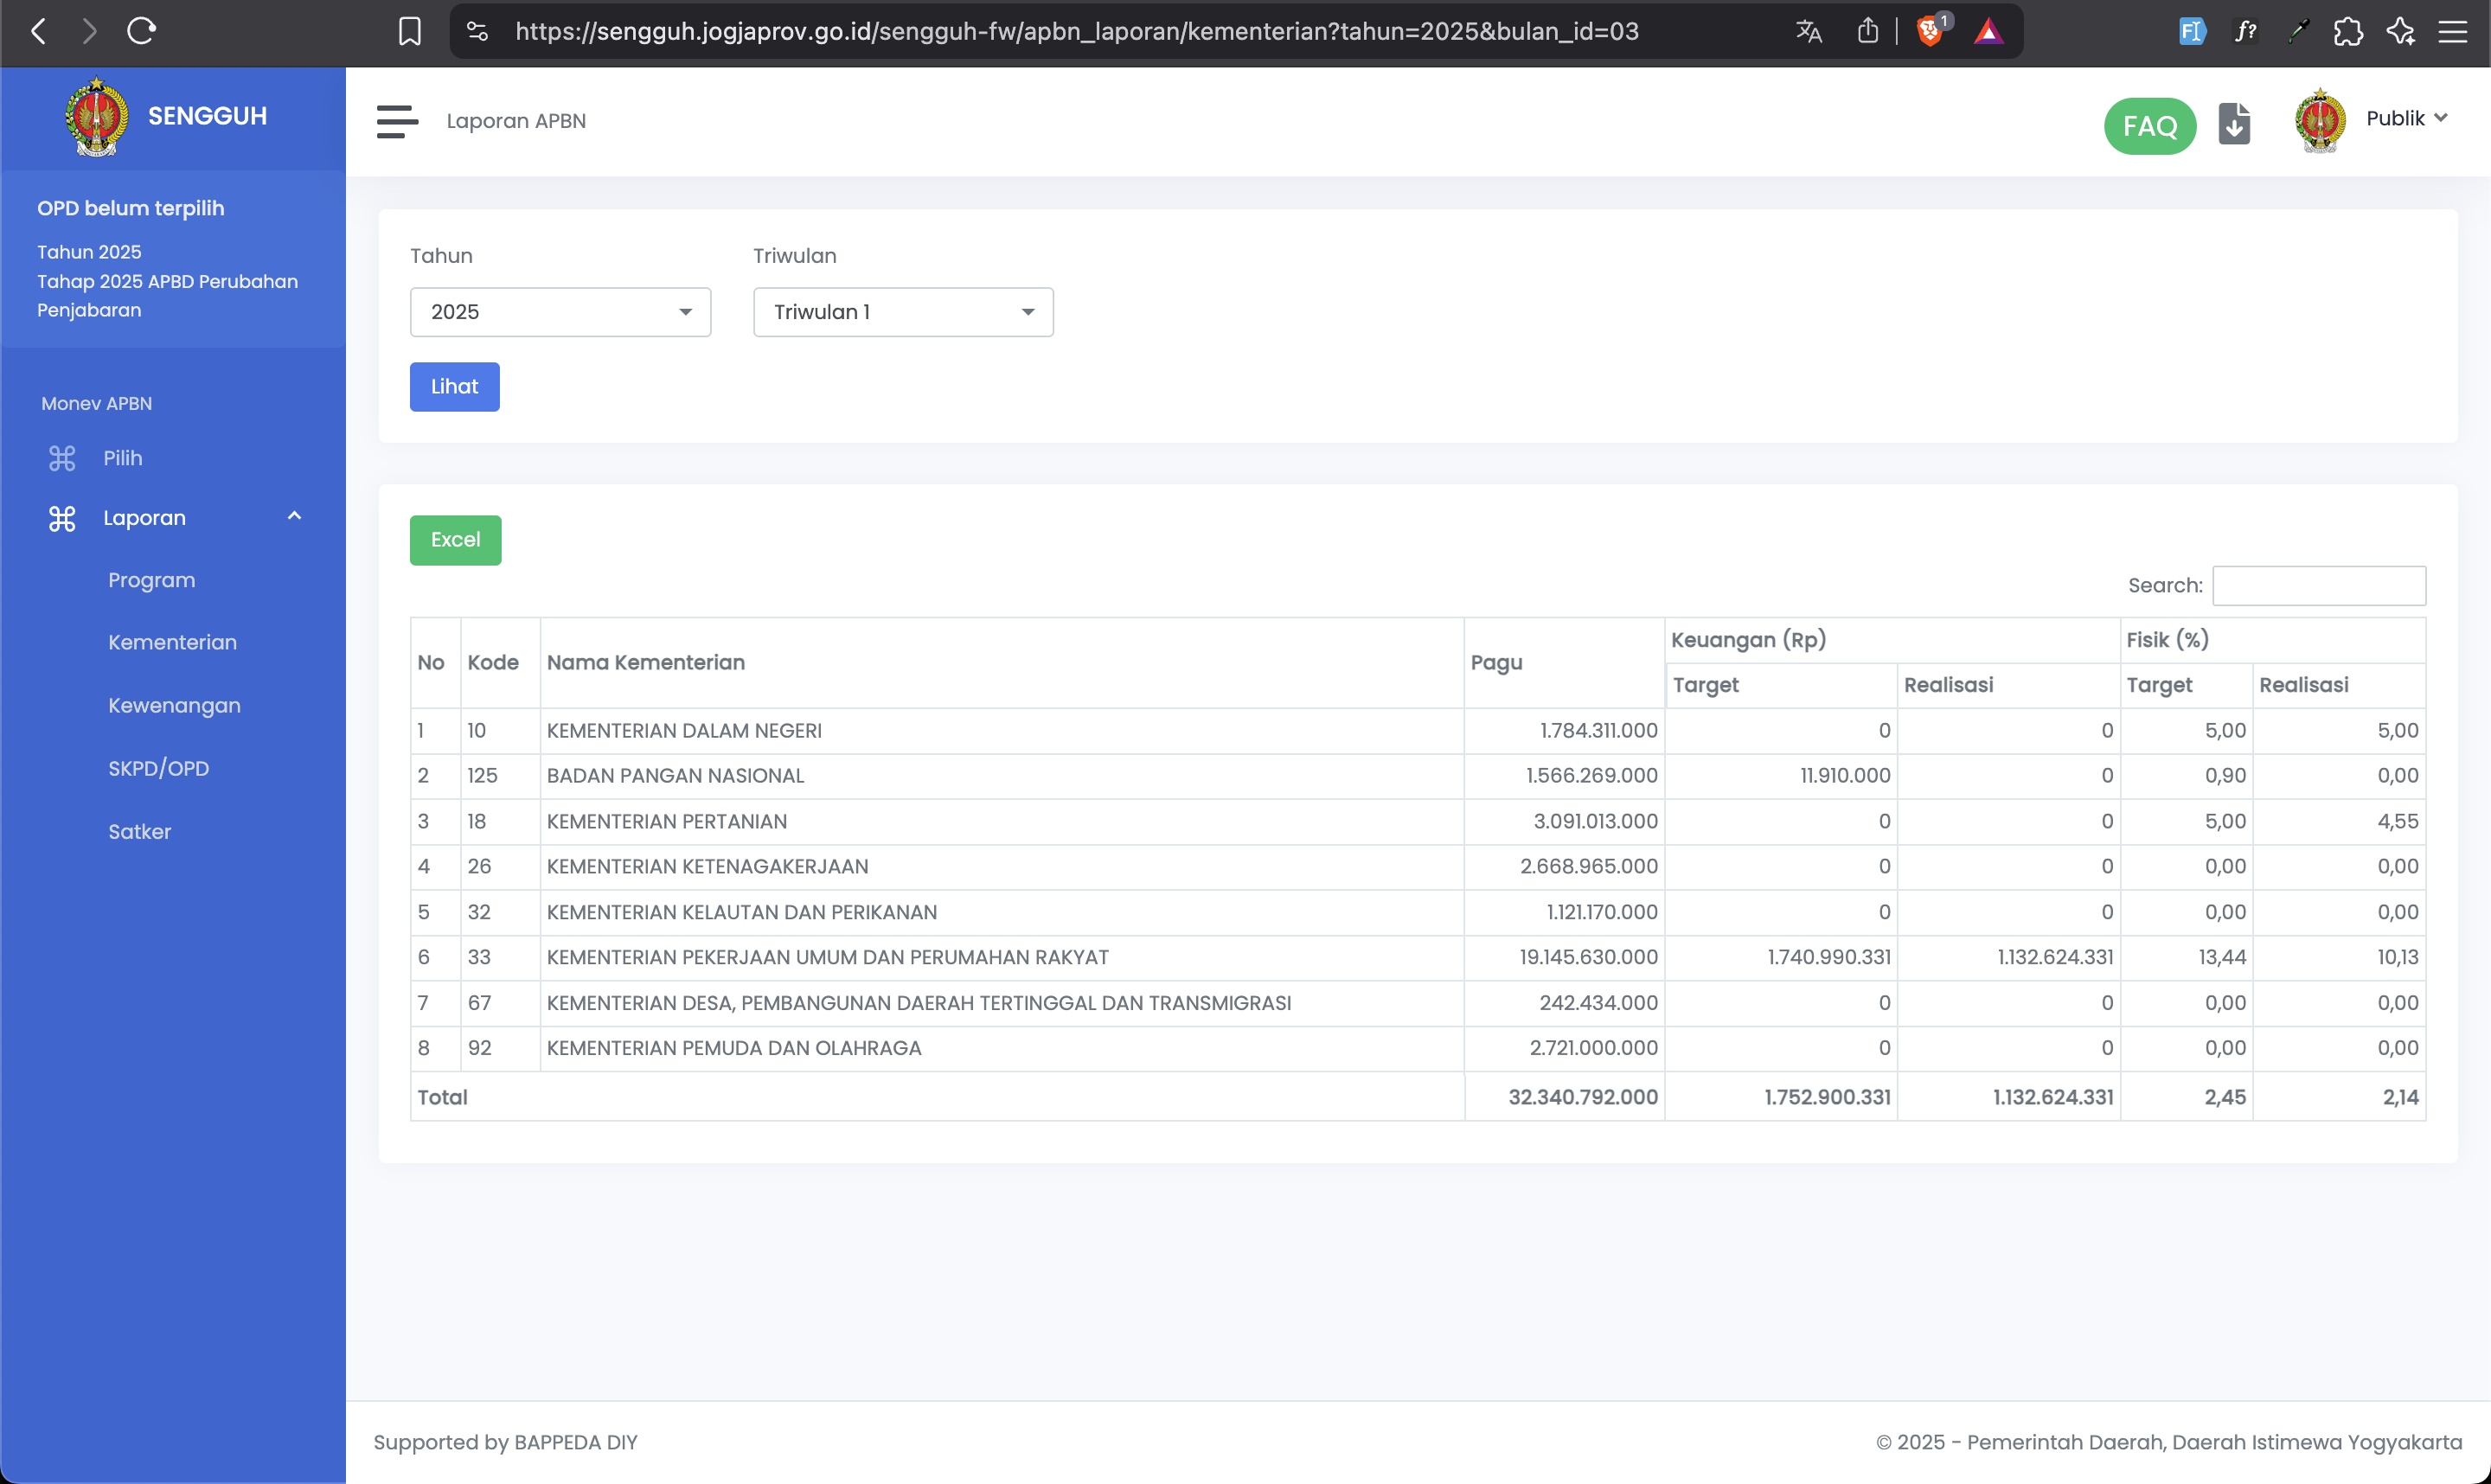 https://sengguh.jogjaprov.go.id/sengguh-fw/apbn_laporan/kementerian?tahun=2025&bulan_id=03
1
SENGGUH
OPD belum terpilih
Tahun 2025
Tahap 2025 APBD Perubahan
Penjabaran
Monev APBN
Pilih
Laporan
Program
Kementerian
Kewenangan
SKPD/OPD
Satker
Laporan APBN
FAQ
Publik
Tahun Triwulan
2025 Triwulan 1
Lihat
Excel
Search:
No Kode Nama Kementerian Pagu Keuangan (Rp) Fisik (%)
Target Realisasi Target Realisasi
1 10 KEMENTERIAN DALAM NEGERI 1.784.311.000 0 0 5,00 5,00
2 125 BADAN PANGAN NASIONAL 1.566.269.000 11.910.000 0 0,90 0,00
3 18 KEMENTERIAN PERTANIAN 3.091.013.000 0 0 5,00 4,55
4 26 KEMENTERIAN KETENAGAKERJAAN 2.668.965.000 0 0 0,00 0,00
5 32 KEMENTERIAN KELAUTAN DAN PERIKANAN 1.121.170.000 0 0 0,00 0,00
6 33 KEMENTERIAN PEKERJAAN UMUM DAN PERUMAHAN RAKYAT 19.145.630.000 1.740.990.331 1.132.624.331 13,44 10,13
7 67 KEMENTERIAN DESA, PEMBANGUNAN DAERAH TERTINGGAL DAN TRANSMIGRASI 242.434.000 0 0 0,00 0,00
8 92 KEMENTERIAN PEMUDA DAN OLAHRAGA 2.721.000.000 0 0 0,00 0,00
Total 32.340.792.000 1.752.900.331 1.132.624.331 2,45 2,14
Supported by BAPPEDA DIY
© 2025 - Pemerintah Daerah, Daerah Istimewa Yogyakarta